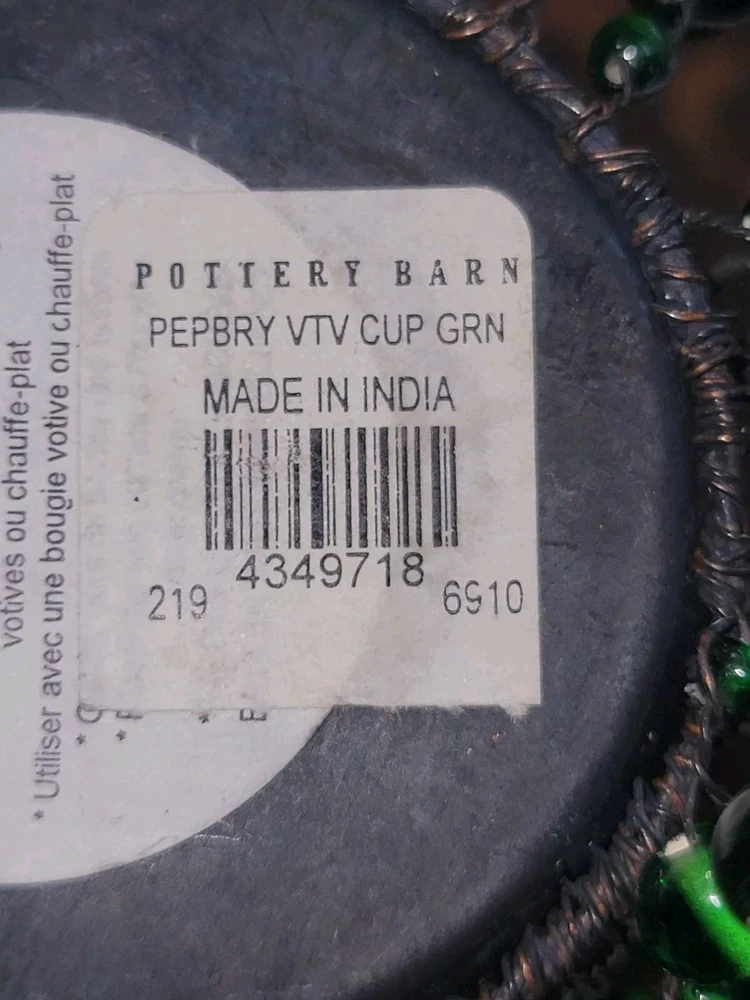 POTTERY BARN
PEPBRY VTV CUP GRN
MADE IN INDIA
4349718
219 6910
votives ou chauffe-plat
* Utiliser avec une bougie votive ou chauffe-plat